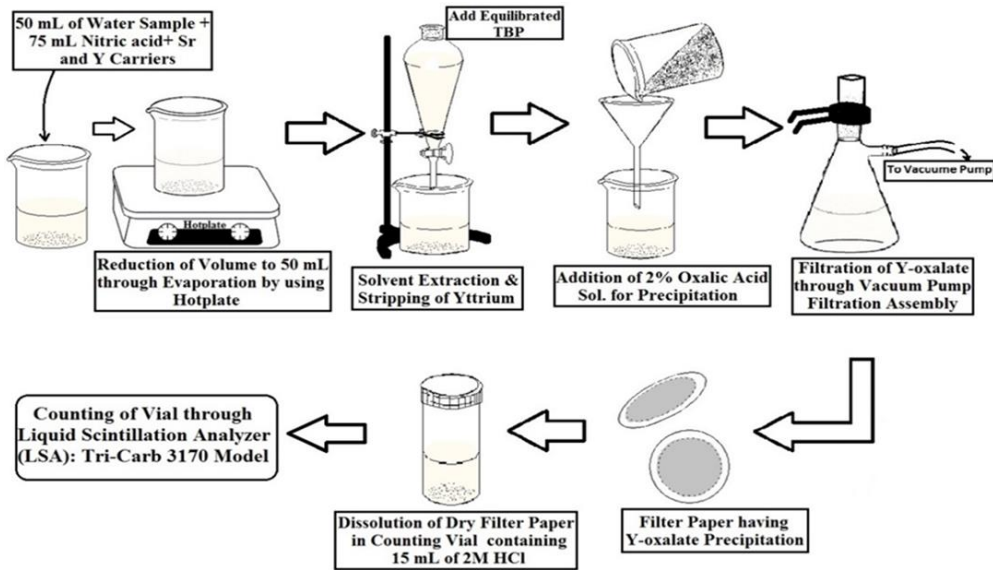 50 mL of Water Sample +
75 mL Nitric acid+ Sr
and Y Carriers
Hotplate
Reduction of Volume to 50 mL
through Evaporation by using
Hotplate
Add Equilibrated
TBP
Solvent Extraction &
Stripping of Yttrium
Addition of 2% Oxalic Acid
Sol. for Precipitation
To Vacuume Pump
Filtration of Y-oxalate
through Vacuum Pump
Filtration Assembly
Filter Paper having
Y-oxalate Precipitation
Dissolution of Dry Filter Paper
in Counting Vial containing
15 mL of 2M HCl
Counting of Vial through
Liquid Scintillation Analyzer
(LSA): Tri-Carb 3170 Model